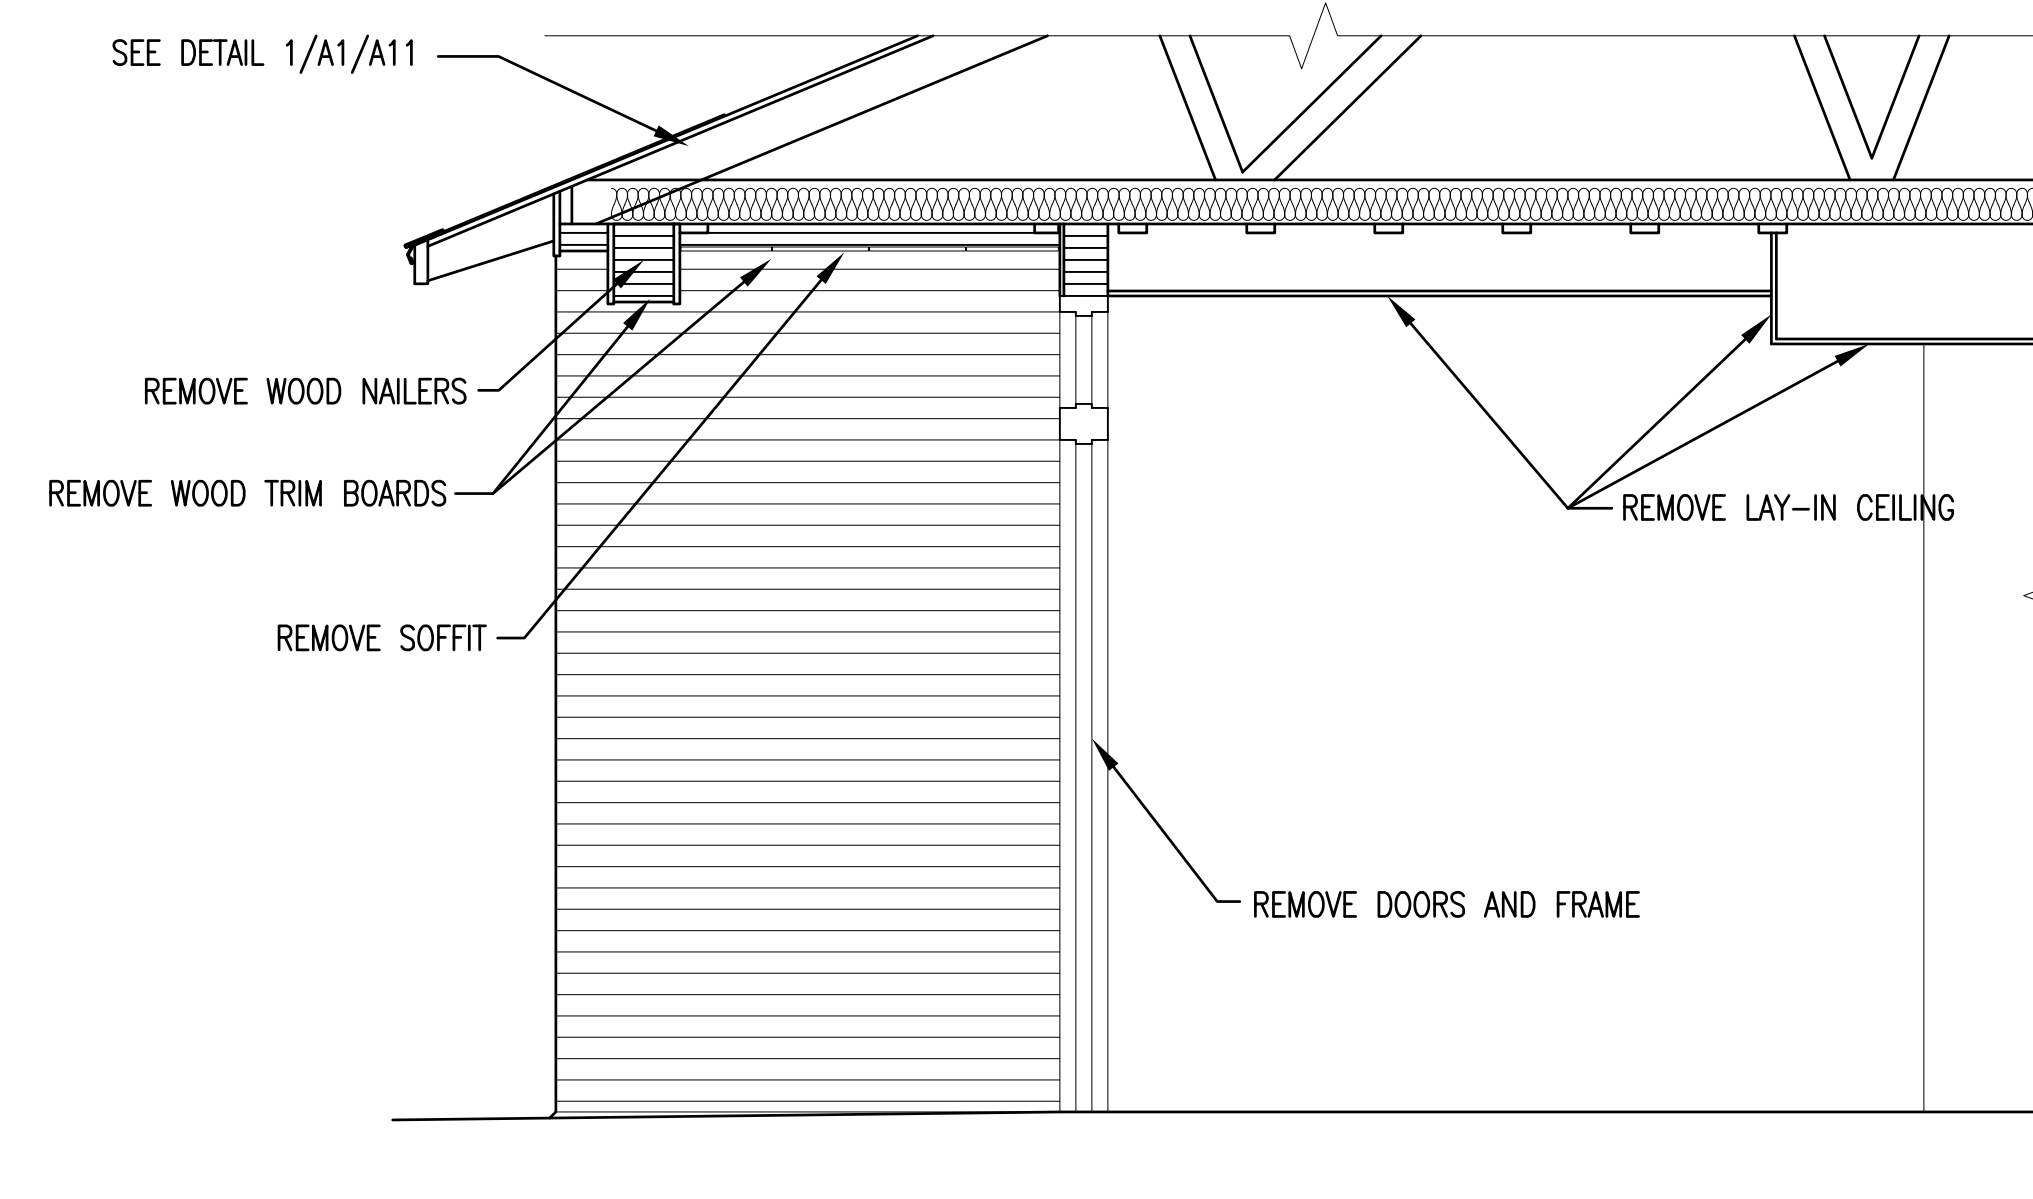 SEE DETAIL 1/A1/A11
REMOVE WOOD NAILERS
REMOVE WOOD TRIM BOARDS
REMOVE LAY-IN CEILING
REMOVE SOFFIT
REMOVE DOORS AND FRAME